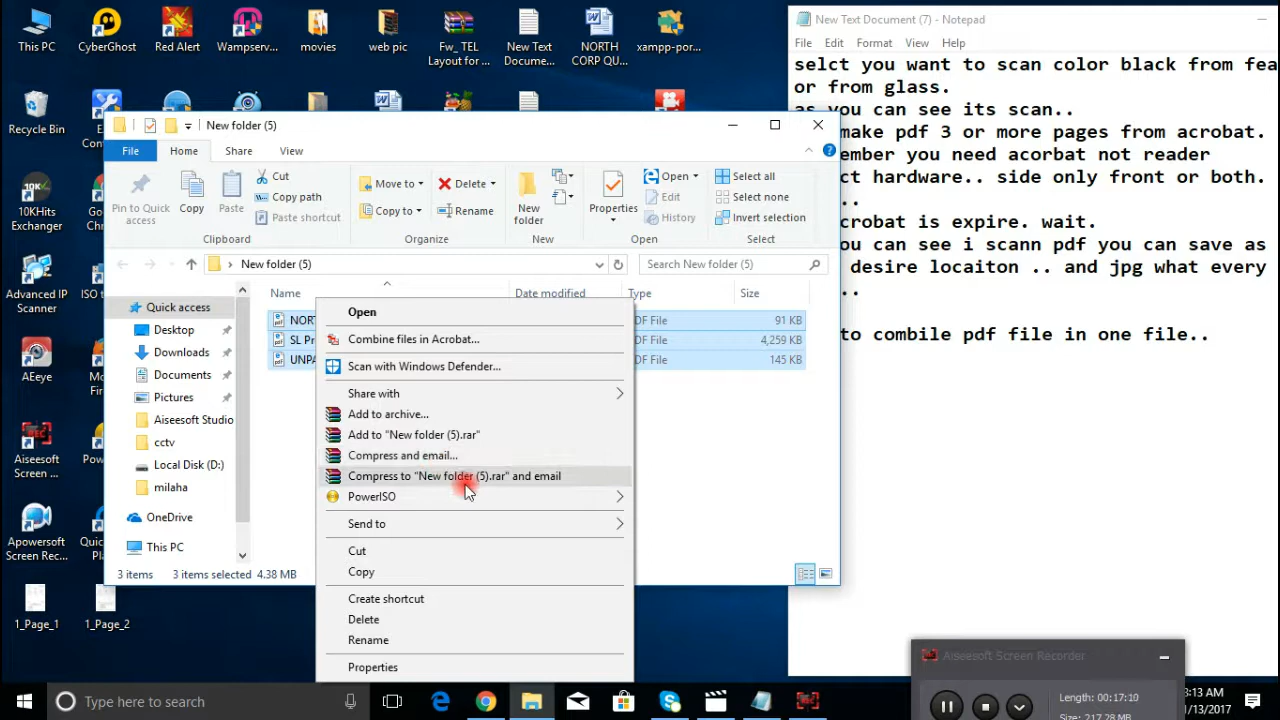 This PC
CyberGhost
Red Alert
Wampserv...
movies
web pic
Fw_ TEL
Layout for ...
New Text
Docume...
NORTH
CORP QU...
xampp-por...
Recycle Bin
10KHits
Exchanger
Advanced IP
Scanner
AEeye
Aiseesoft
Screen ...
Apowersoft
Screen Rec...
1_Page_1
1_Page_2
New folder (5)
File
Home
Share
View
Pin to Quick
access
Copy
Paste
Cut
Copy path
Paste shortcut
Clipboard
Move to
Copy to
Delete
Rename
Organize
New
folder
New
Properties
Open
Edit
History
Open
Select all
Select none
Invert selection
Select
New folder (5)
Search New folder (5)
Name
Date modified
Type
Size
Quick access
Desktop
Downloads
Documents
Pictures
Aiseesoft Studio
cctv
Local Disk (D:)
milaha
OneDrive
This PC
91 KB
4,259 KB
145 KB
3 items
3 items selected
4.38 MB
Open
Combine files in Acrobat...
Scan with Windows Defender...
Share with
Add to archive...
Add to "New folder (5).rar"
Compress and email...
Compress to "New folder (5).rar" and email
PowerISO
Send to
Cut
Copy
Create shortcut
Delete
Rename
Properties
New Text Document (7) - Notepad
File Edit Format View Help
selct you want to scan color black from fea
or from glass.
as you can see its scan..
make pdf 3 or more pages from acrobat.
ember you need acorbat not reader
ct hardware.. side only front or both.
..
crobat is expire. wait.
ou can see i scann pdf you can save as
desire locaiton .. and jpg what every
..
to combile pdf file in one file..
Aiseesoft Screen Recorder
Length: 00:17:10
Size: 217.28 MB
Type here to search
:13 AM
1/13/2017